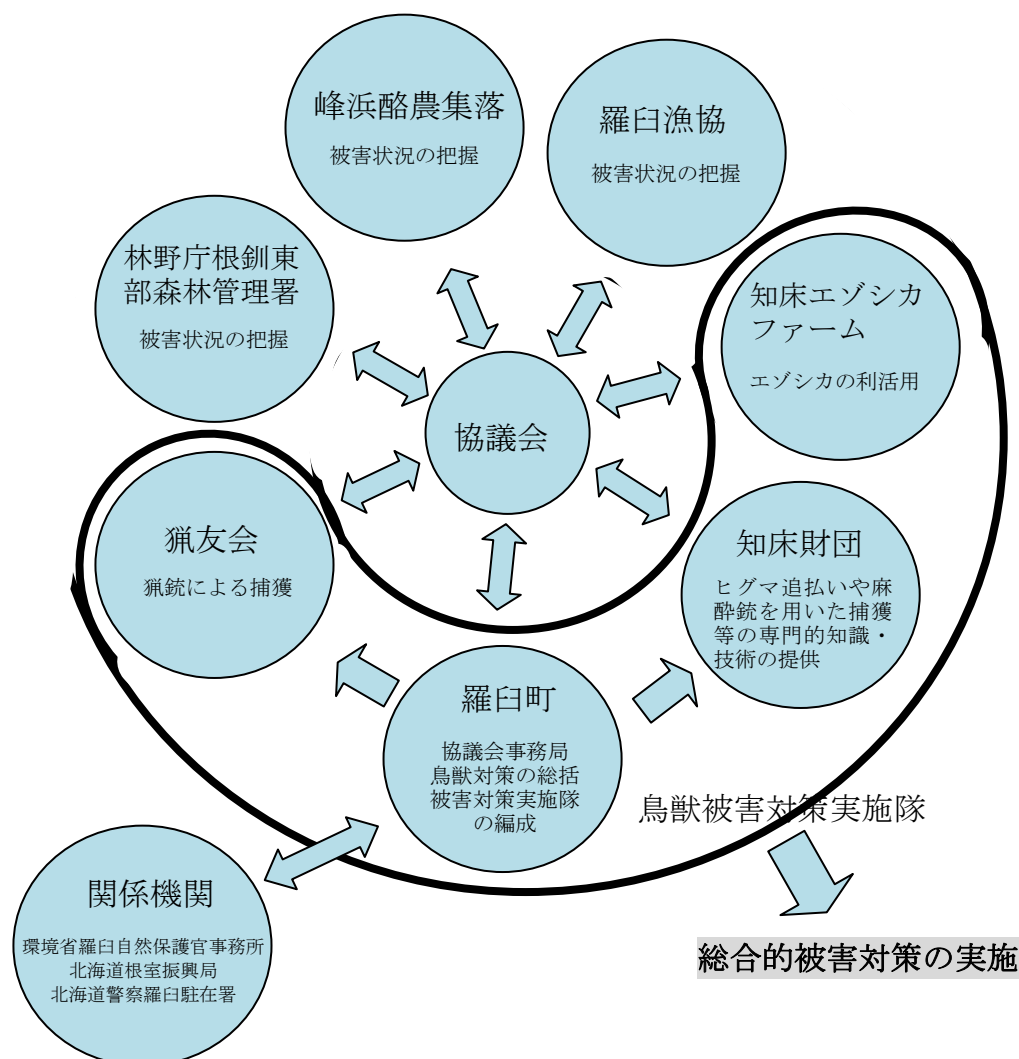 峰浜酪農集落
被害状況の把握
羅臼漁協
被害状況の把握
林野庁根釧東
部森林管理署
被害状況の把握
知床エゾシカ
ファーム
エゾシカの利活用
協議会
猟友会
猟銃による捕獲
知床財団
ヒグマ追払いや麻
酔銃を用いた捕獲
等の専門的知識・
技術の提供
羅臼町
協議会事務局
鳥獣対策の総括
被害対策実施隊
の編成
鳥獣被害対策実施隊
関係機関
環境省羅臼自然保護官事務所
北海道根室振興局
北海道警察羅臼駐在署
総合的被害対策の実施